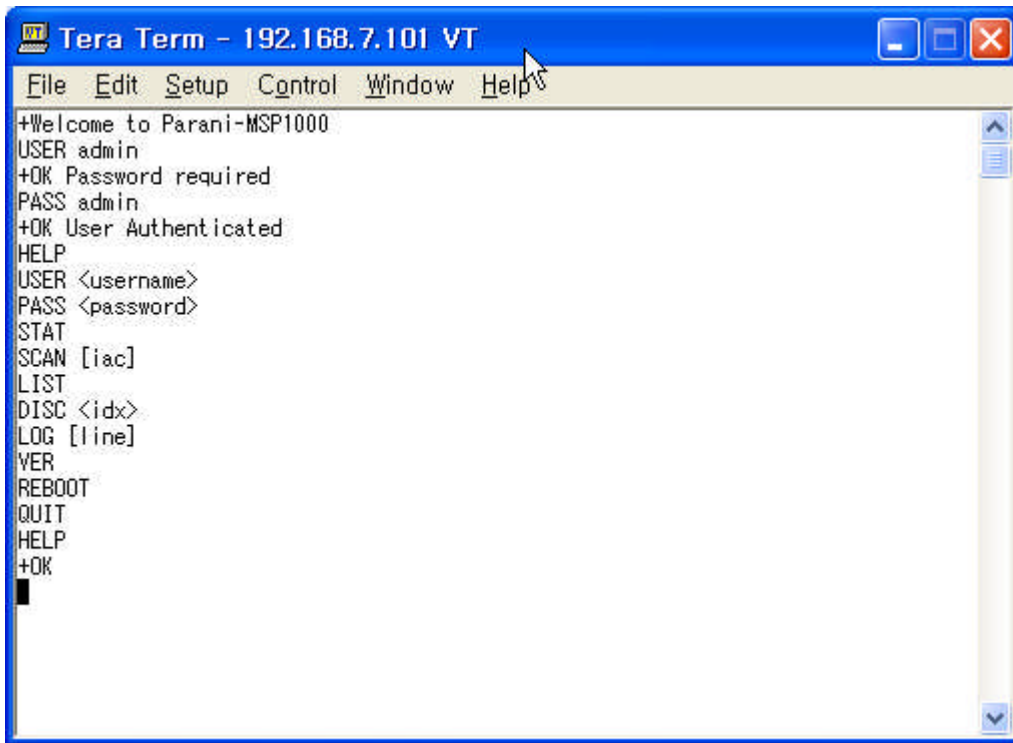 Tera Term - 192.168.7.101 VT
File Edit Setup Control Window Help
+Welcome to Parani-MSP1000
USER admin
+OK Password required
PASS admin
+OK User Authenticated
HELP
USER <username>
PASS <password>
STAT
SCAN [iac]
LIST
DISC <idx>
LOG [line]
VER
REBOOT
QUIT
HELP
+OK